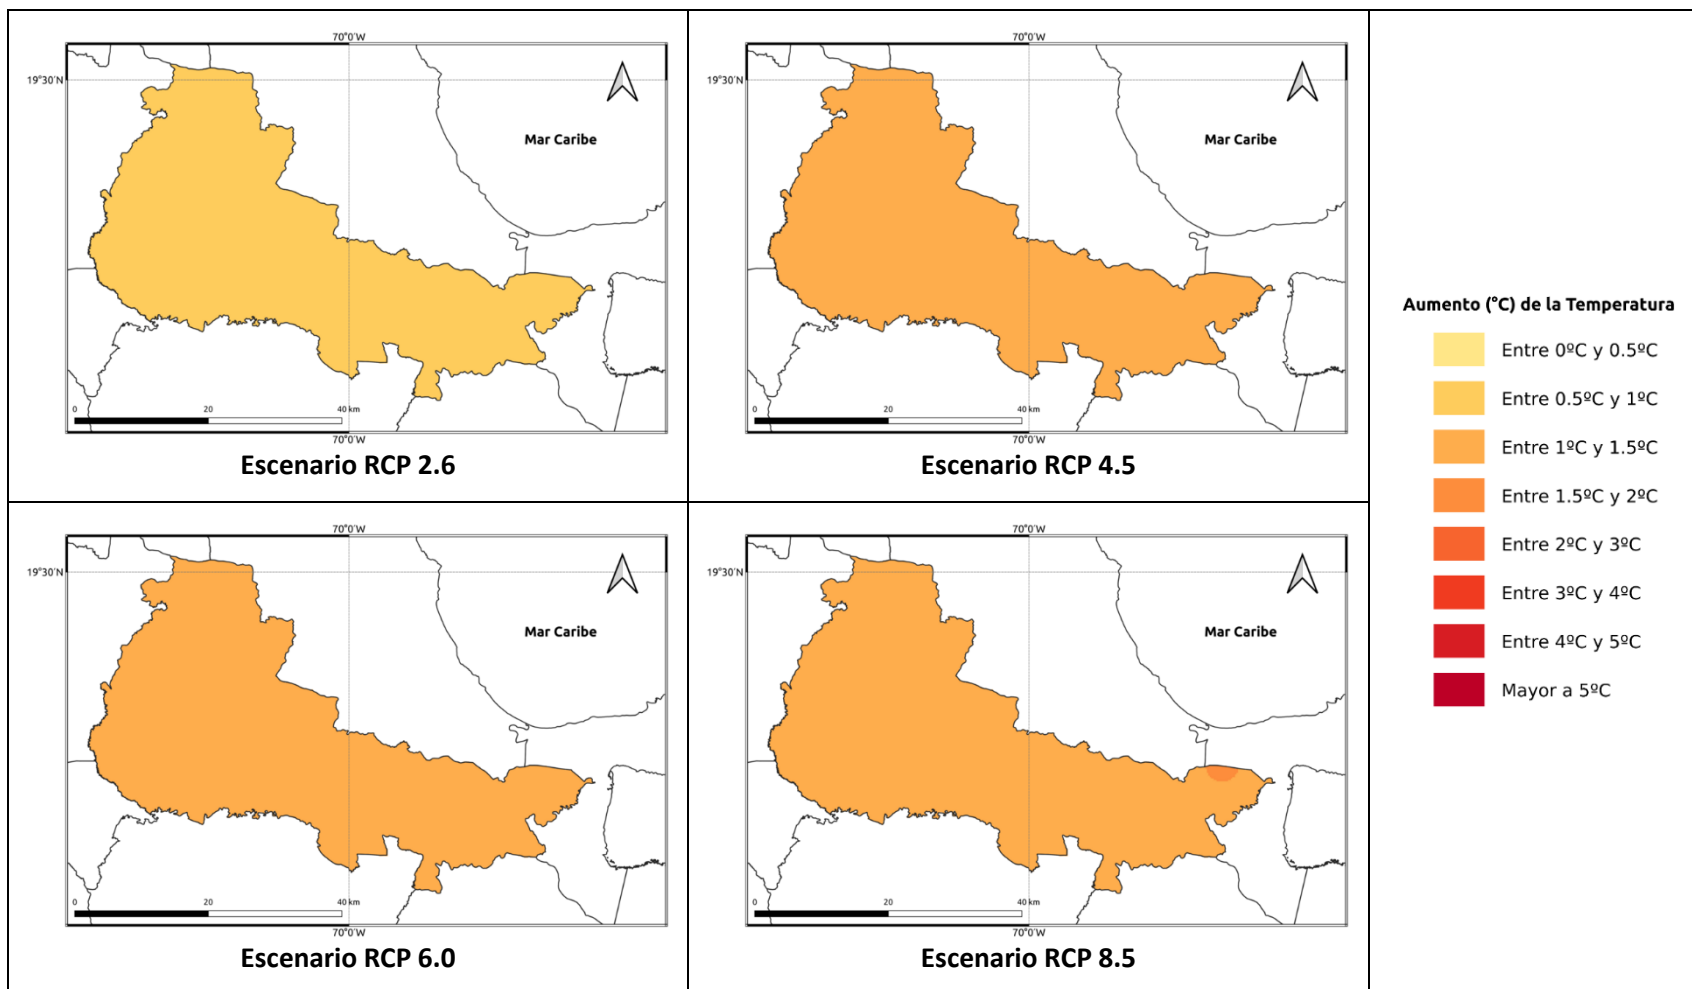 70°0'W
19°30'N
Mar Caribe
0 20 40 km
70°0'W
Escenario RCP 2.6
70°0'W
19°30'N
Mar Caribe
0 20 40 km
70°0'W
Escenario RCP 4.5
70°0'W
19°30'N
Mar Caribe
0 20 40 km
70°0'W
Escenario RCP 6.0
70°0'W
19°30'N
Mar Caribe
0 20 40 km
70°0'W
Escenario RCP 8.5
Aumento (°C) de la Temperatura
Entre 0ºC y 0.5ºC
Entre 0.5ºC y 1ºC
Entre 1ºC y 1.5ºC
Entre 1.5ºC y 2ºC
Entre 2ºC y 3ºC
Entre 3ºC y 4ºC
Entre 4ºC y 5ºC
Mayor a 5ºC